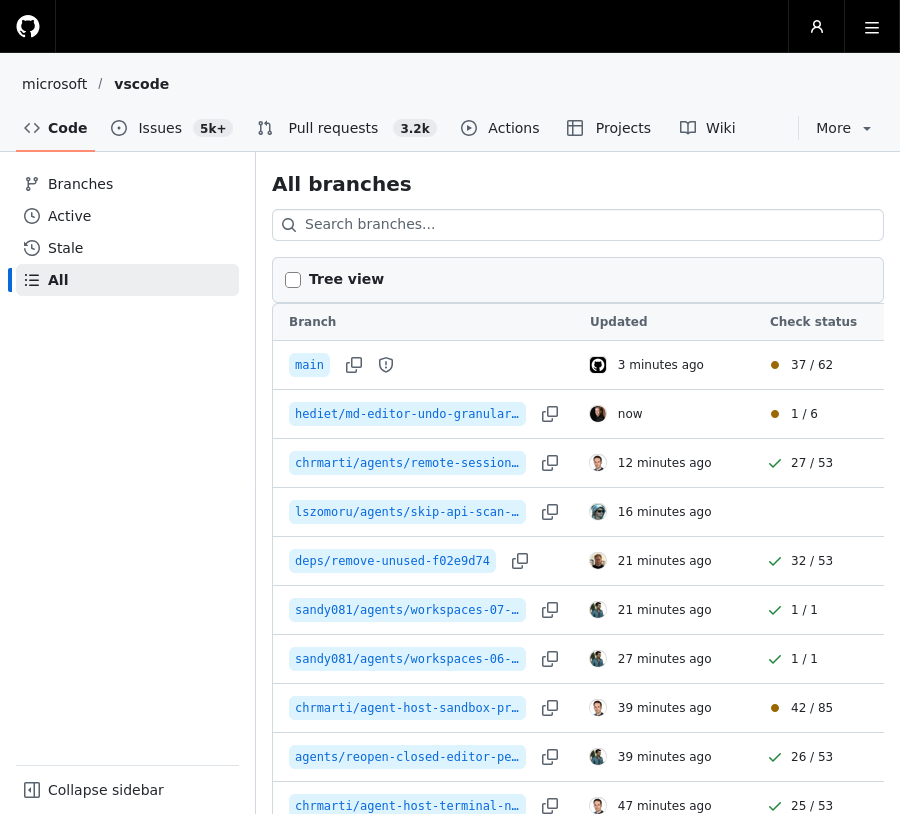 microsoft / vscode
Code Issues 5k+ Pull requests 3.2k Actions Projects Wiki More
Branches
Active
Stale
All
Collapse sidebar
All branches
Search branches...
Tree view
Branch Updated Check status
main 3 minutes ago 37 / 62
hediet/md-editor-undo-granular… now 1 / 6
chrmarti/agents/remote-session… 12 minutes ago 27 / 53
lszomoru/agents/skip-api-scan-… 16 minutes ago
deps/remove-unused-f02e9d74 21 minutes ago 32 / 53
sandy081/agents/workspaces-07-… 21 minutes ago 1 / 1
sandy081/agents/workspaces-06-… 27 minutes ago 1 / 1
chrmarti/agent-host-sandbox-pr… 39 minutes ago 42 / 85
agents/reopen-closed-editor-pe… 39 minutes ago 26 / 53
chrmarti/agent-host-terminal-n… 47 minutes ago 25 / 53